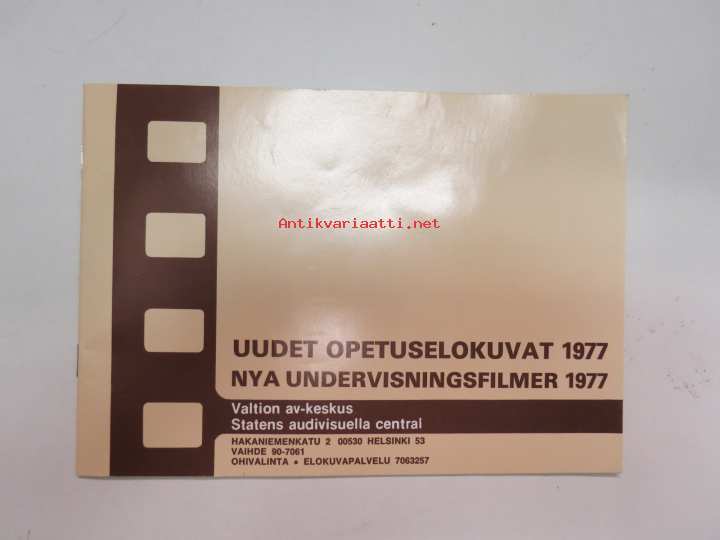 Antikvariaatti.net
UUDET OPETUSELOKUVAT 1977
NYA UNDERVISNINGSFILMER 1977
Valtion av-keskus
Statens audivisuella central
HAKANIEMENKATU 2 00530 HELSINKI 53
VAIHDE 90-7061
OHIVALINTA • ELOKUVAPALVELU 7063257